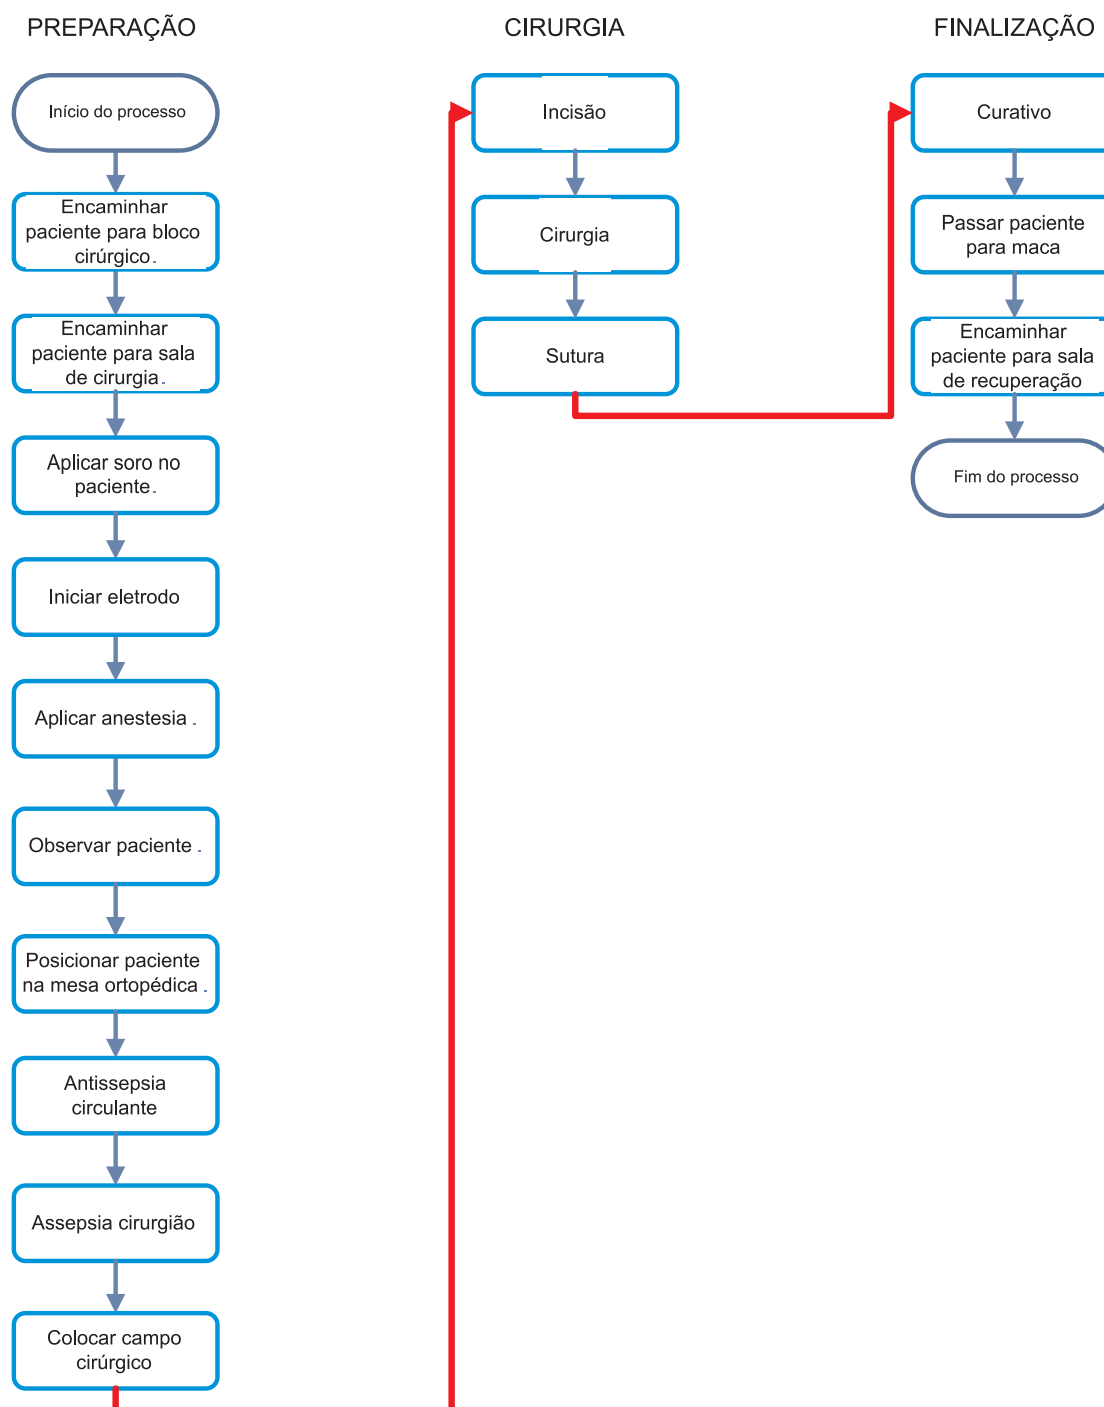 PREPARAÇÃO
Início do processo
Encaminhar
paciente para bloco
cirúrgico.
Encaminhar
paciente para sala
de cirurgia.
Aplicar soro no
paciente.
Iniciar eletrodo
Aplicar anestesia .
Observar paciente .
Posicionar paciente
na mesa ortopédica .
Antissepsia
circulante
Assepsia cirurgião
Colocar campo
cirúrgico
CIRURGIA
Incisão
Cirurgia
Sutura
FINALIZAÇÃO
Curativo
Passar paciente
para maca
Encaminhar
paciente para sala
de recuperação
Fim do processo